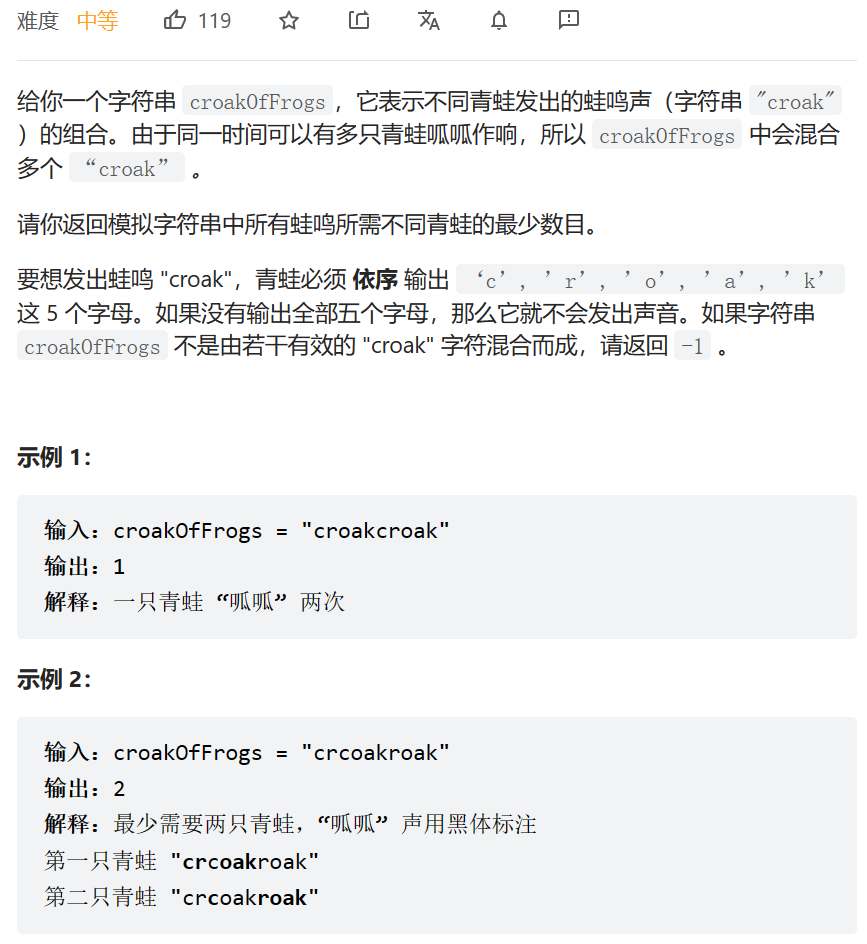 难度 中等 119
给你一个字符串 croakOfFrogs，它表示不同青蛙发出的蛙鸣声（字符串 "croak"
）的组合。由于同一时间可以有多只青蛙呱呱作响，所以 croakOfFrogs 中会混合
多个 “croak” 。
请你返回模拟字符串中所有蛙鸣所需不同青蛙的最少数目。
要想发出蛙鸣 "croak"，青蛙必须 依序 输出 ‘c’, ’r’, ’o’, ’a’, ’k’
这 5 个字母。如果没有输出全部五个字母，那么它就不会发出声音。如果字符串
croakOfFrogs 不是由若干有效的 "croak" 字符混合而成，请返回 -1 。
示例 1：
输入：croakOfFrogs = "croakcroak"
输出：1
解释：一只青蛙 “呱呱” 两次
示例 2：
输入：croakOfFrogs = "crcoakroak"
输出：2
解释：最少需要两只青蛙，“呱呱” 声用黑体标注
第一只青蛙 "crcoakroak"
第二只青蛙 "crcoakroak"